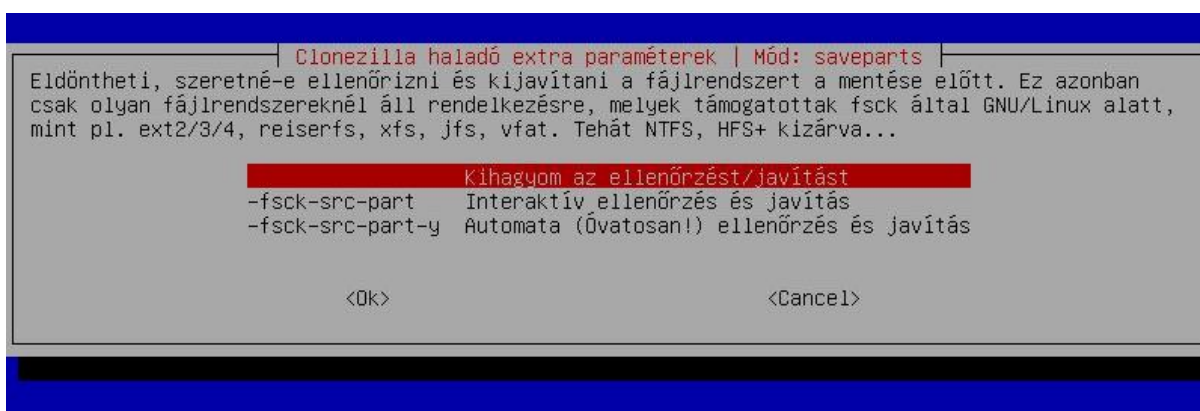 Clonezilla haladó extra paraméterek | Mód: saveparts
Eldöntheti, szeretné-e ellenőrizni és kijavítani a fájlrendszert a mentése előtt. Ez azonban
csak olyan fájlrendszereknél áll rendelkezésre, melyek támogatottak fsck által GNU/Linux alatt,
mint pl. ext2/3/4, reiserfs, xfs, jfs, vfat. Tehát NTFS, HFS+ kizárva...
Kihagyom az ellenőrzést/javítást
-fsck-src-part Interaktív ellenőrzés és javítás
-fsck-src-part-y Automata (Óvatosan!) ellenőrzés és javítás
<Ok> <Cancel>